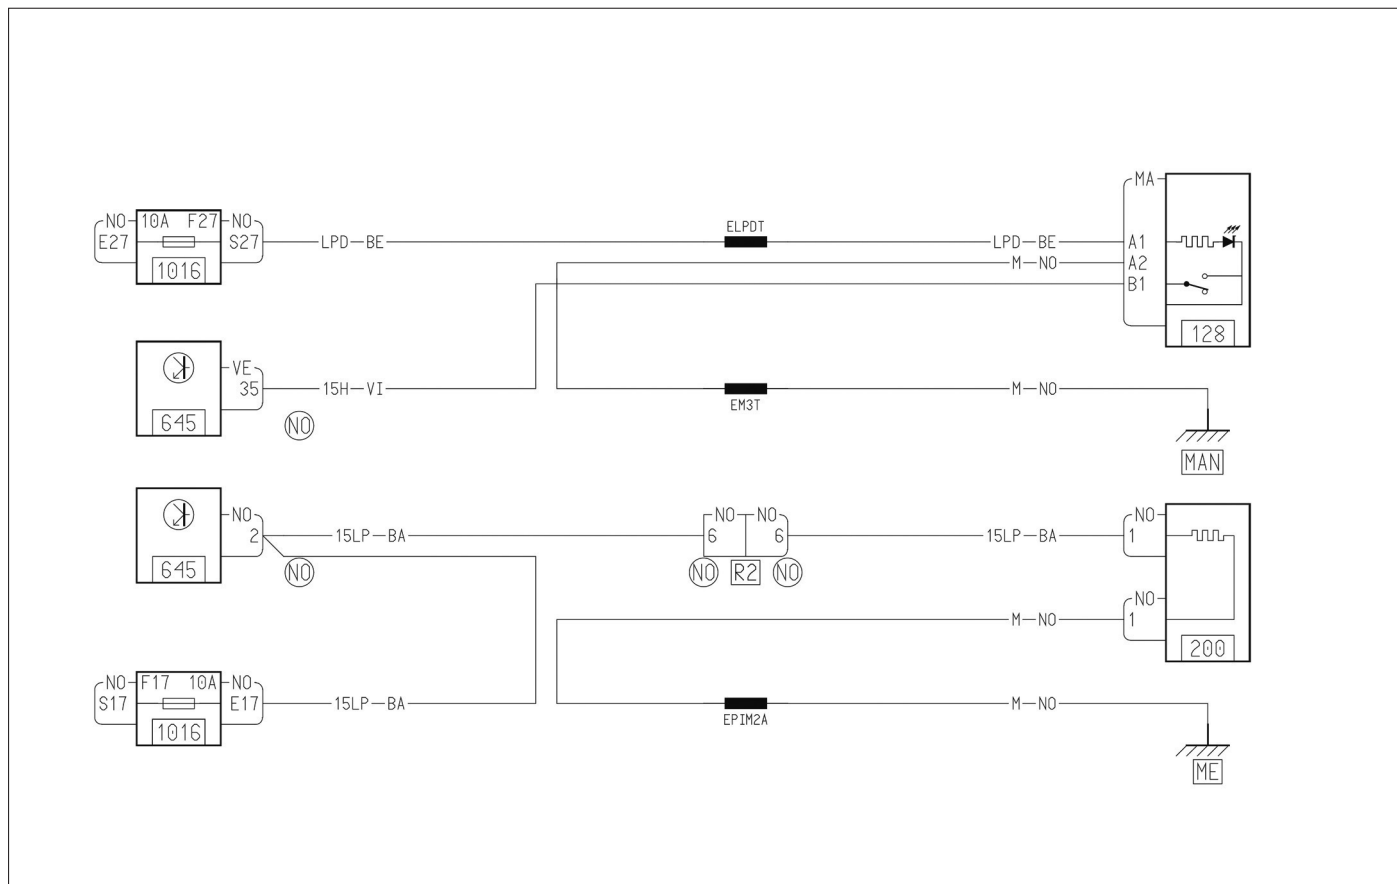 MA
ELPDT
NO 10A F27 NO
E27 S27 LPD-BE LPD-BE A1
1016 M-NO A2
B1
128
VE
35 15H-VI M-NO
EM3T
645 NO
MAN
NO NO NO NO
2 15LP-BA 6 6 15LP-BA 1
645 NO NO R2 NO
NO
M-NO 1
200
NO F17 10A NO
S17 E17 15LP-BA M-NO
EPIM2A
1016
ME